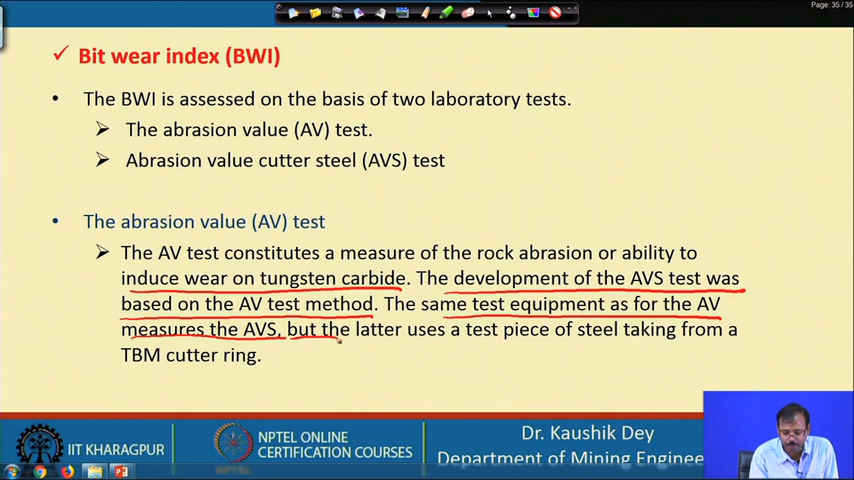 Page: 35 / 35
✓ Bit wear index (BWI)
• The BWI is assessed on the basis of two laboratory tests.
➢ The abrasion value (AV) test.
➢ Abrasion value cutter steel (AVS) test
• The abrasion value (AV) test
➢ The AV test constitutes a measure of the rock abrasion or ability to
induce wear on tungsten carbide. The development of the AVS test was
based on the AV test method. The same test equipment as for the AV
measures the AVS, but the latter uses a test piece of steel taking from a
TBM cutter ring.
IIT KHARAGPUR
NPTEL ONLINE
CERTIFICATION COURSES
Dr. Kaushik Dey
Department of Mining Enginee